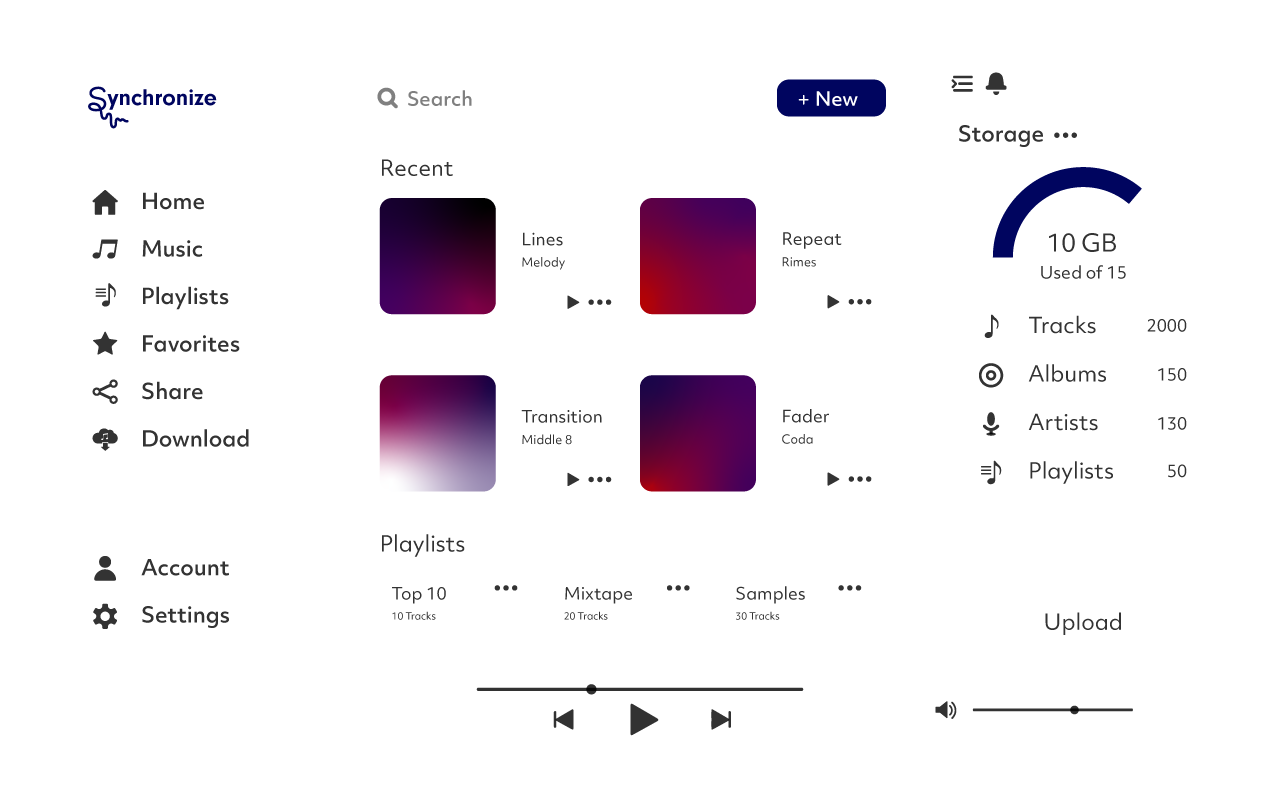 Synchronize
Home
Music
Playlists
Favorites
Share
Download
Account
Settings
Search
+ New
Recent
Lines
Melody
Repeat
Rimes
Transition
Middle 8
Fader
Coda
Playlists
Top 10
10 Tracks
Mixtape
20 Tracks
Samples
30 Tracks
Storage
10 GB
Used of 15
Tracks 2000
Albums 150
Artists 130
Playlists 50
Upload